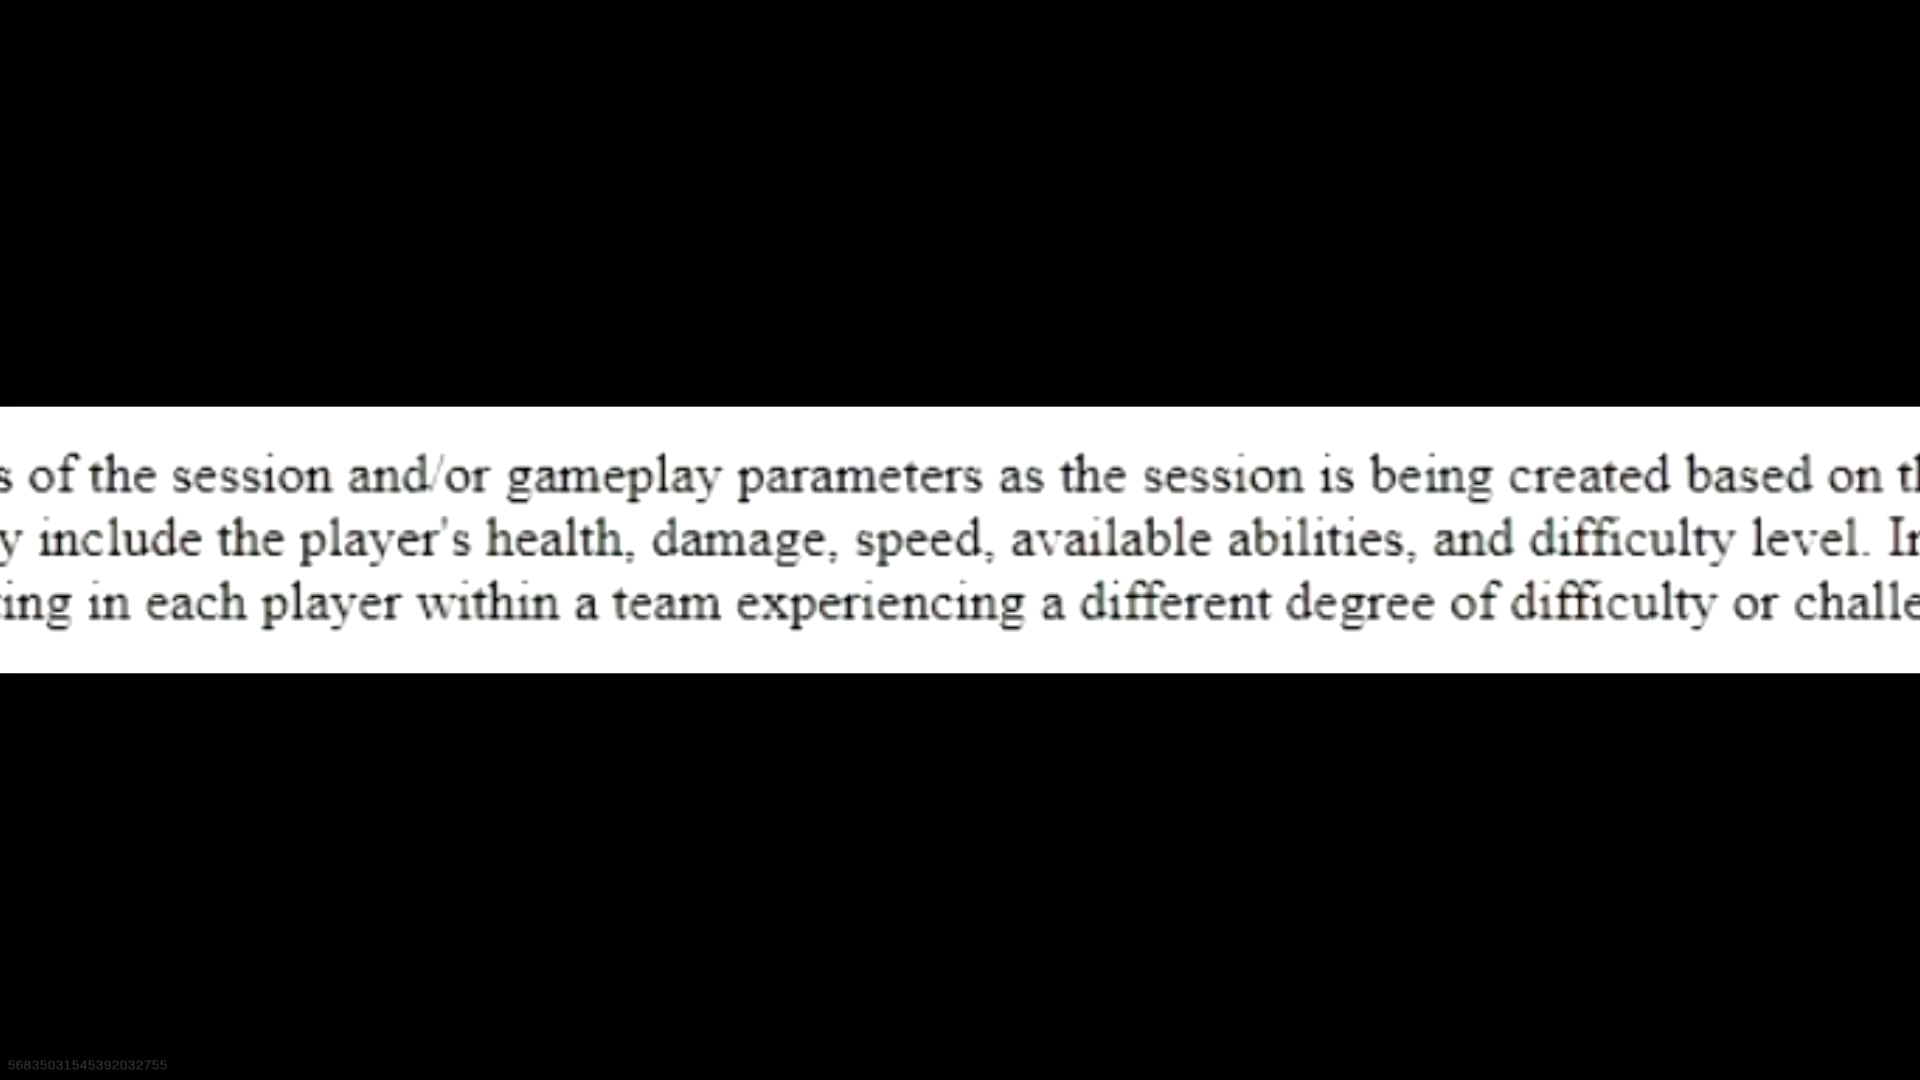 s of the session and/or gameplay parameters as the session is being created based on th
y include the player's health, damage, speed, available abilities, and difficulty level. In
ing in each player within a team experiencing a different degree of difficulty or challe
56835031545392032755